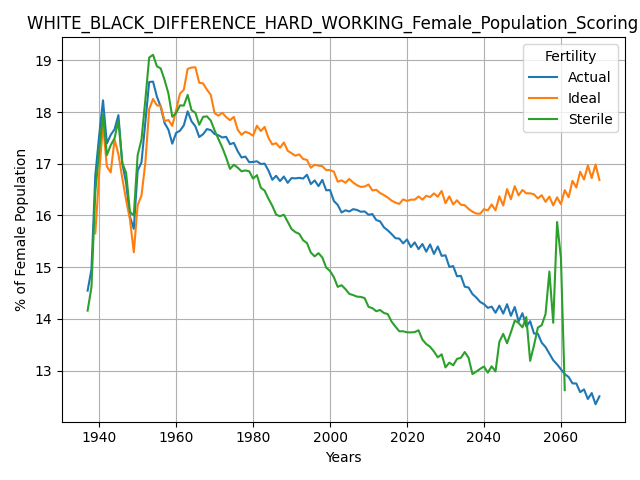 WHITE_BLACK_DIFFERENCE_HARD_WORKING_Female_Population_Scoring
Fertility
Actual
Ideal
Sterile
% of Female Population
19
18
17
16
15
14
13
1940 1960 1980 2000 2020 2040 2060
Years